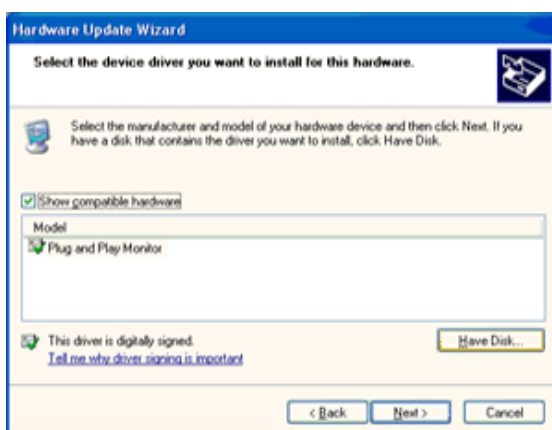 Hardware Update Wizard
Select the device driver you want to install for this hardware.
Select the manufacturer and model of your hardware device and then click Next. If you
have a disk that contains the driver you want to install, click Have Disk.
Show compatible hardware
Model
Plug and Play Monitor
This driver is digitally signed.
Have Disk...
Tell me why driver signing is important
< Back
Next >
Cancel